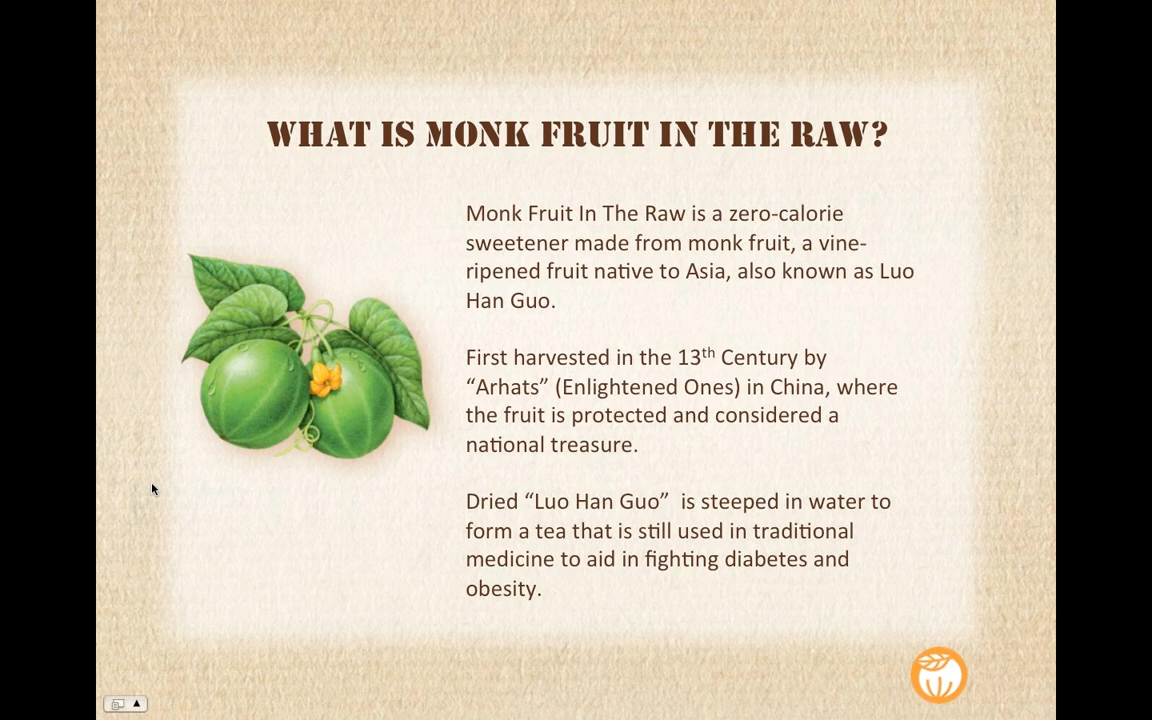 WHAT IS MONK FRUIT IN THE RAW?
Monk Fruit In The Raw is a zero-calorie
sweetener made from monk fruit, a vine-
ripened fruit native to Asia, also known as Luo
Han Guo.
First harvested in the 13th Century by
“Arhats” (Enlightened Ones) in China, where
the fruit is protected and considered a
national treasure.
Dried “Luo Han Guo”  is steeped in water to
form a tea that is still used in traditional
medicine to aid in fighting diabetes and
obesity.